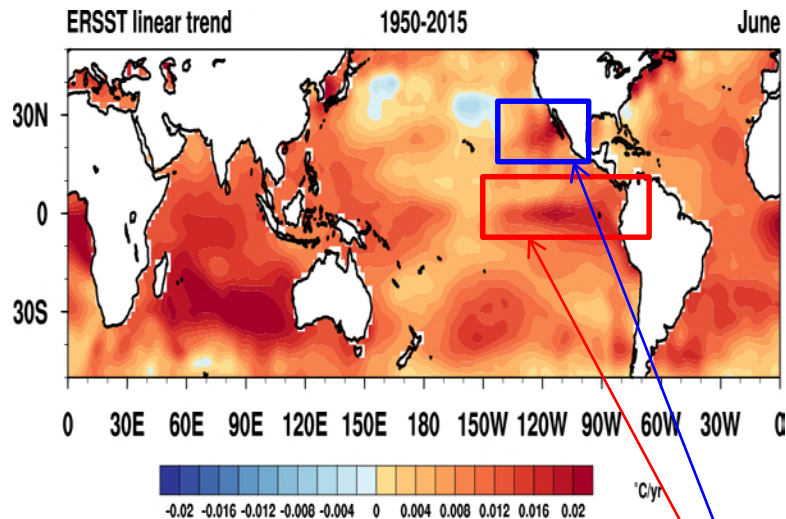 ERSST linear trend 1950-2015 June
30N
0
30S
0 30E 60E 90E 120E 150E 180 150W 120W 90W 60W 30W 0
-0.02 -0.016 -0.012 -0.008 -0.004 0 0.004 0.008 0.012 0.016 0.02
°C/yr